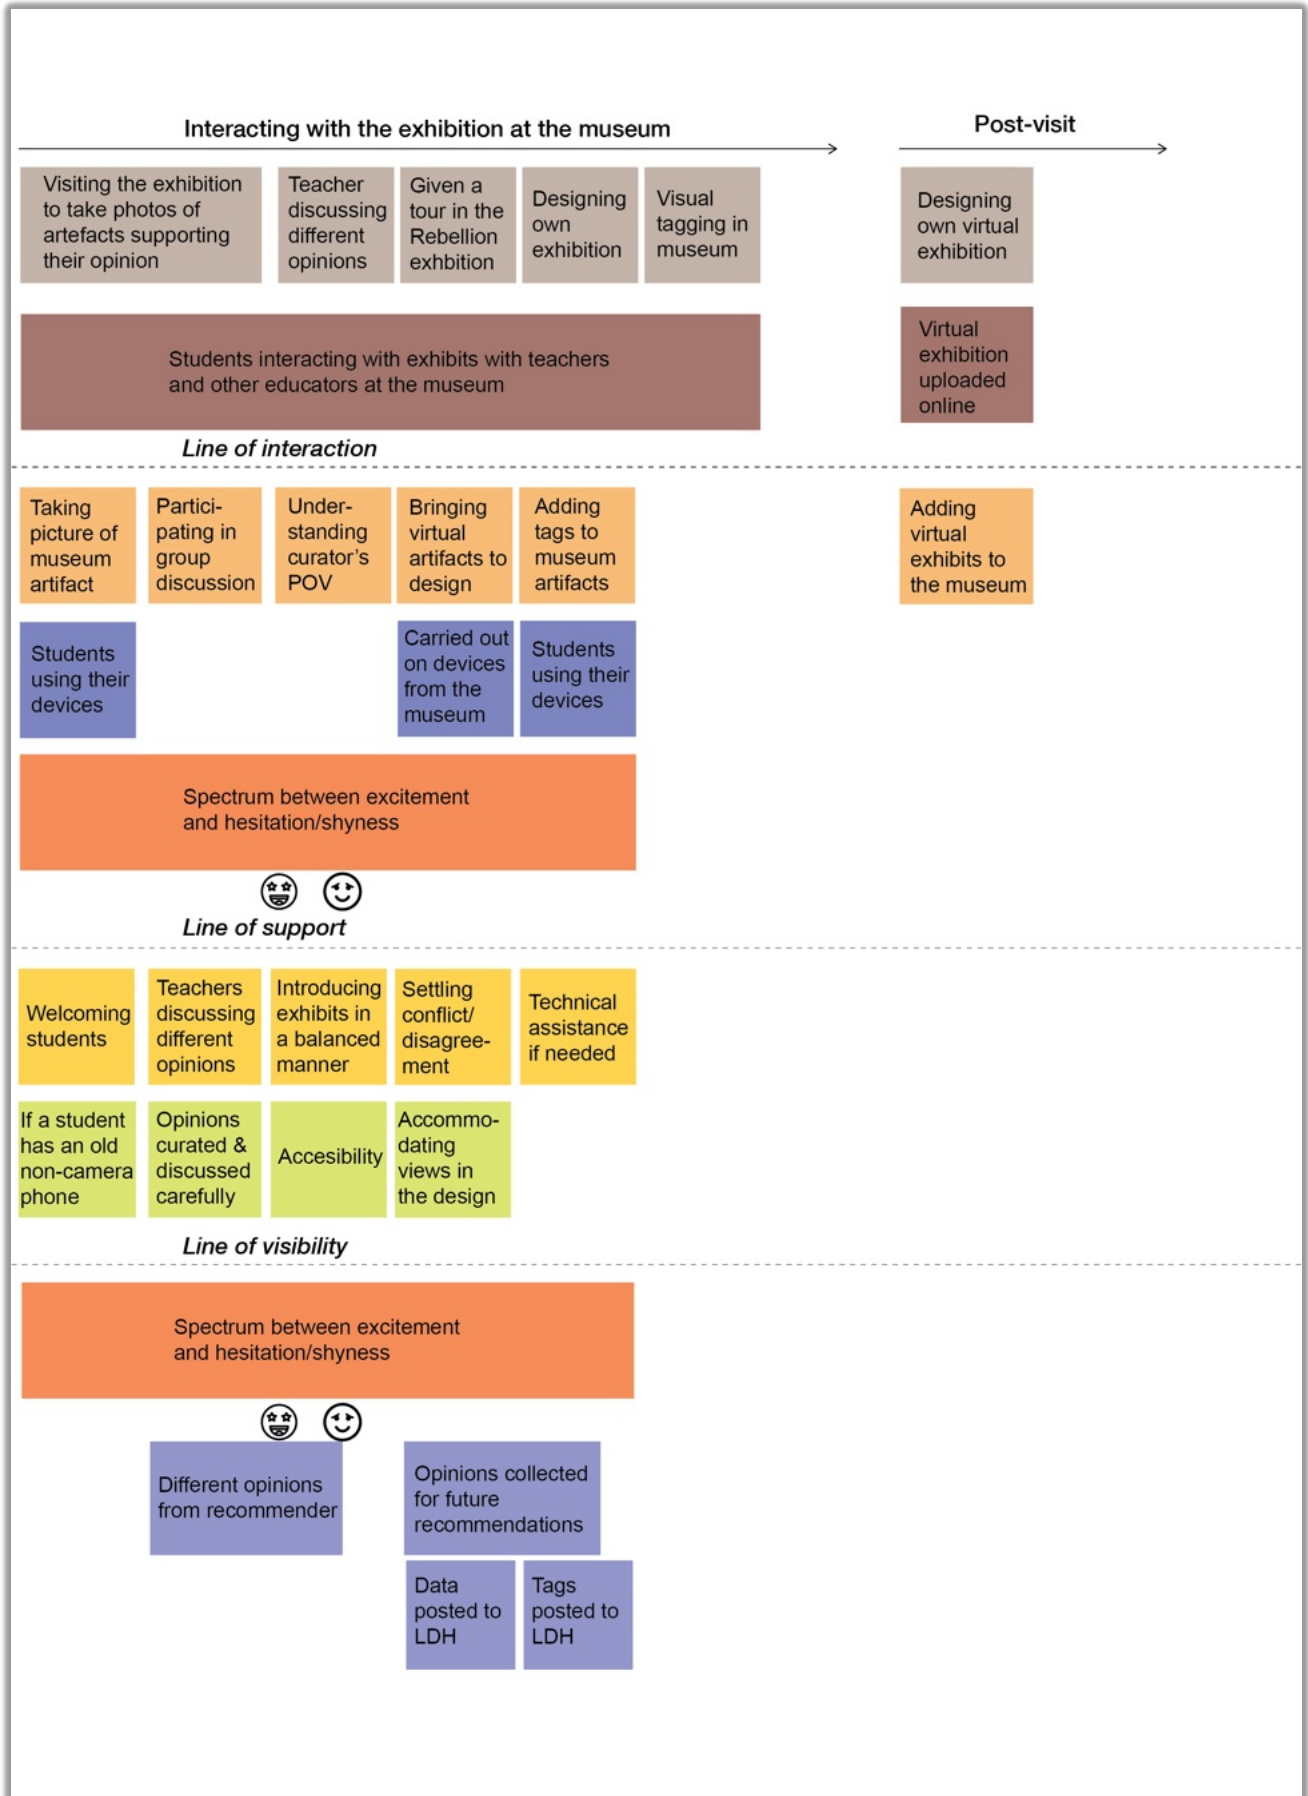 Interacting with the exhibition at the museum
Post-visit
Visiting the exhibition
to take photos of
artefacts supporting
their opinion
Teacher
discussing
different
opinions
Given a
tour in the
Rebellion
exhbition
Designing
own
exhibition
Visual
tagging in
museum
Designing
own virtual
exhibition
Students interacting with exhibits with teachers
and other educators at the museum
Virtual
exhibition
uploaded
online
Line of interaction
Taking
picture of
museum
artifact
Partici-
pating in
group
discussion
Under-
standing
curator's
POV
Bringing
virtual
artifacts to
design
Adding
tags to
museum
artifacts
Adding
virtual
exhibits to
the museum
Students
using their
devices
Carried out
on devices
from the
museum
Students
using their
devices
Spectrum between excitement
and hesitation/shyness
Line of support
Welcoming
students
Teachers
discussing
different
opinions
Introducing
exhibits in
a balanced
manner
Settling
conflict/
disagree-
ment
Technical
assistance
if needed
If a student
has an old
non-camera
phone
Opinions
curated &
discussed
carefully
Accesibility
Accommo-
dating
views in
the design
Line of visibility
Spectrum between excitement
and hesitation/shyness
Different opinions
from recommender
Opinions collected
for future
recommendations
Data
posted to
LDH
Tags
posted to
LDH